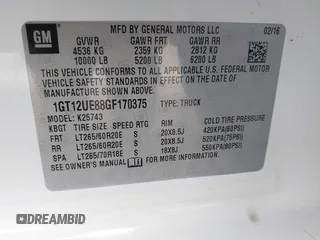 GM
MFD BY GENERAL MOTORS LLC 02/16
GVWR GAWR FRT GAWR RR
4536 KG 2359 KG 2812 KG
10000 LB 5200 LB 6200 LB
THIS VEHICLE CONFORMS TO ALL APPLICABLE U.S. FEDERAL MOTOR
VEHICLE SAFETY STANDARDS IN EFFECT ON THE DATE OF
MANUFACTURE SHOWN ABOVE.
1GT12UE88GF170375 TYPE: TRUCK
MODEL: K25743
KBGT TIRE SIZE SPEED RTG RIM COLD TIRE PRESSURE
FRT LT265/60R20E S 20X8.5J 420KPA(60PSI)
RR LT265/60R20E S 20X8.5J 520KPA(75PSI)
SPA LT265/70R18E S 18X8J 550KPA(80PSI)
SEE OWNER'S MANUAL FOR MORE INFORMATION.
DREAMBID